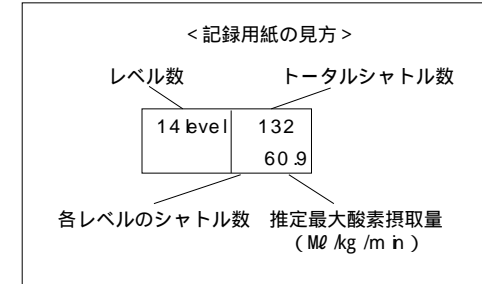 <記録用紙の見方>
レベル数 トータルシャトル数
14 level 132
60.9
各レベルのシャトル数 推定最大酸素摂取量
(Mℓ/kg/min)